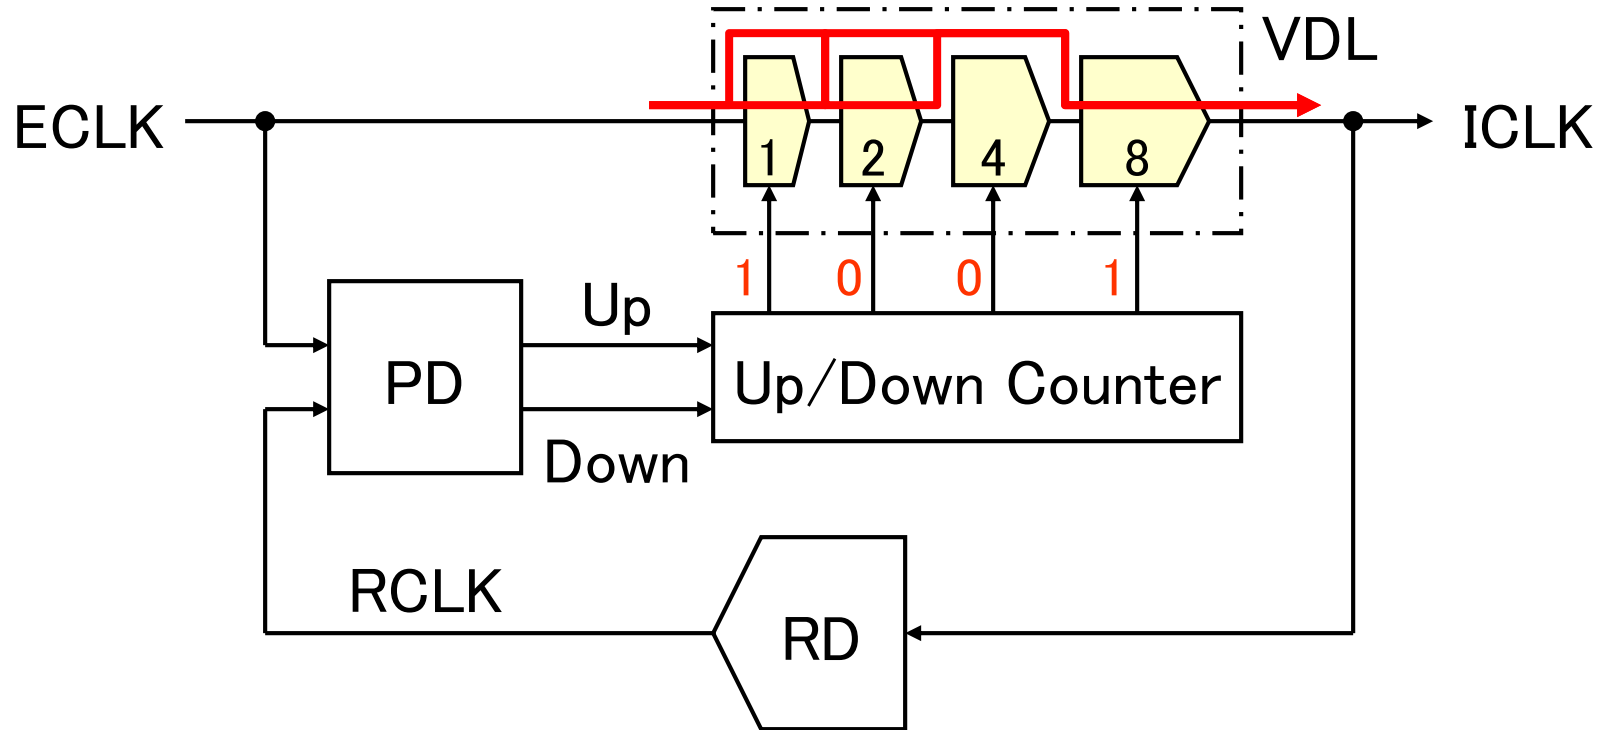 VDL
ECLK
ICLK
1 2 4 8
1 0 0 1
Up
PD
Up/Down Counter
Down
RCLK
RD